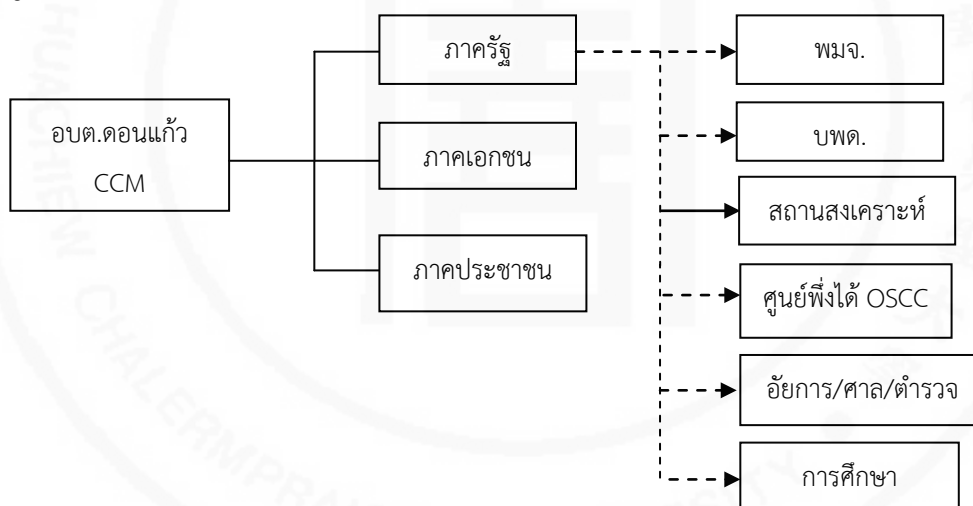 ภาครัฐ
พมจ.
อบต.ดอนแก้ว
CCM
บพด.
ภาคเอกชน
สถานสงเคราะห์
ภาคประชาชน
ศูนย์พึ่งได้ OSCC
อัยการ/ศาล/ตำรวจ
การศึกษา
HUACHIEW CHALERMPRA